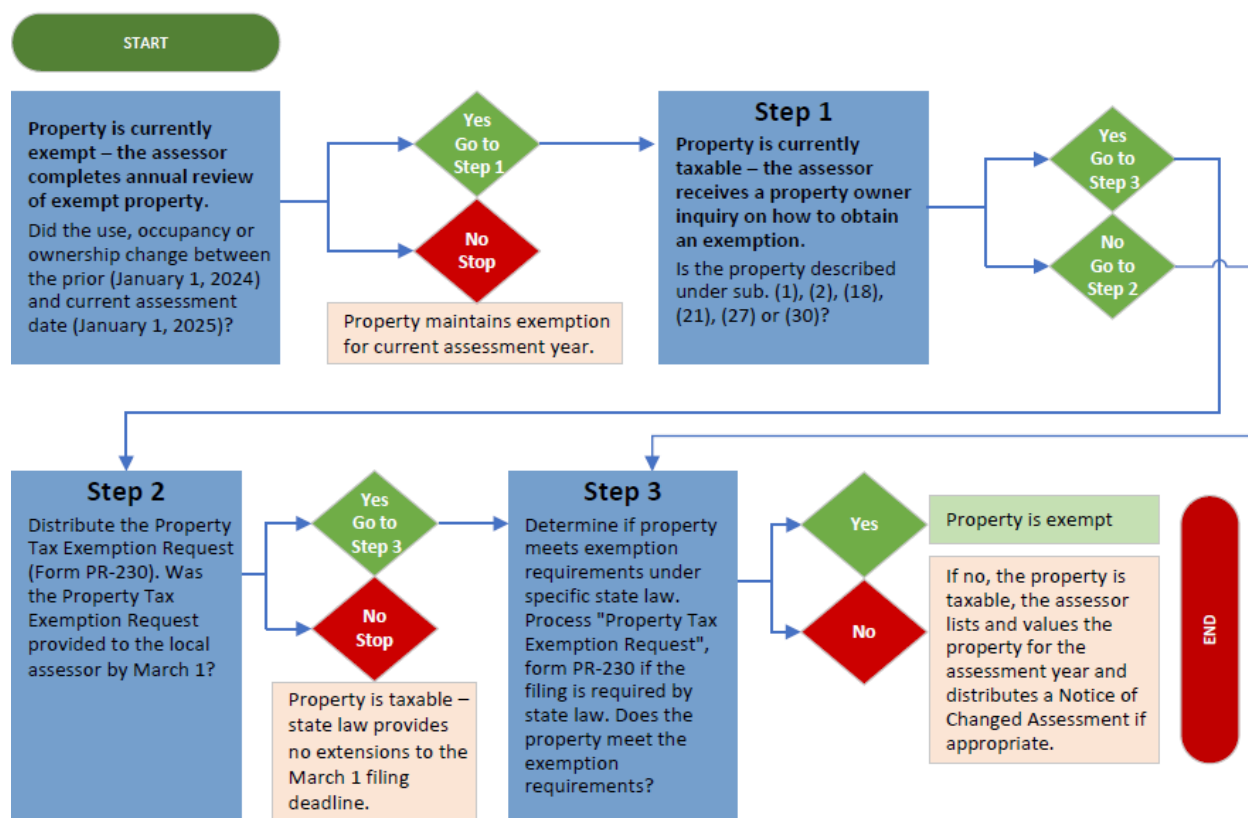 START
Property is currently
exempt – the assessor
completes annual review
of exempt property.
Did the use, occupancy or
ownership change between
the prior (January 1, 2024)
and current assessment
date (January 1, 2025)?
Yes
Go to
Step 1
No
Stop
Property maintains exemption
for current assessment year.
Step 1
Property is currently
taxable – the assessor
receives a property owner
inquiry on how to obtain
an exemption.
Is the property described
under sub. (1), (2), (18),
(21), (27) or (30)?
Yes
Go to
Step 3
No
Go to
Step 2
Step 2
Distribute the Property
Tax Exemption Request
(Form PR-230). Was
the Property Tax
Exemption Request
provided to the local
assessor by March 1?
Yes
Go to
Step 3
No
Stop
Property is taxable –
state law provides
no extensions to the
March 1 filing
deadline.
Step 3
Determine if property
meets exemption
requirements under
specific state law.
Process "Property Tax
Exemption Request",
form PR-230 if the
filing is required by
state law. Does the
property meet the
exemption
requirements?
Yes
No
Property is exempt
If no, the property is
taxable, the assessor
lists and values the
property for the
assessment year and
distributes a Notice of
Changed Assessment if
appropriate.
END